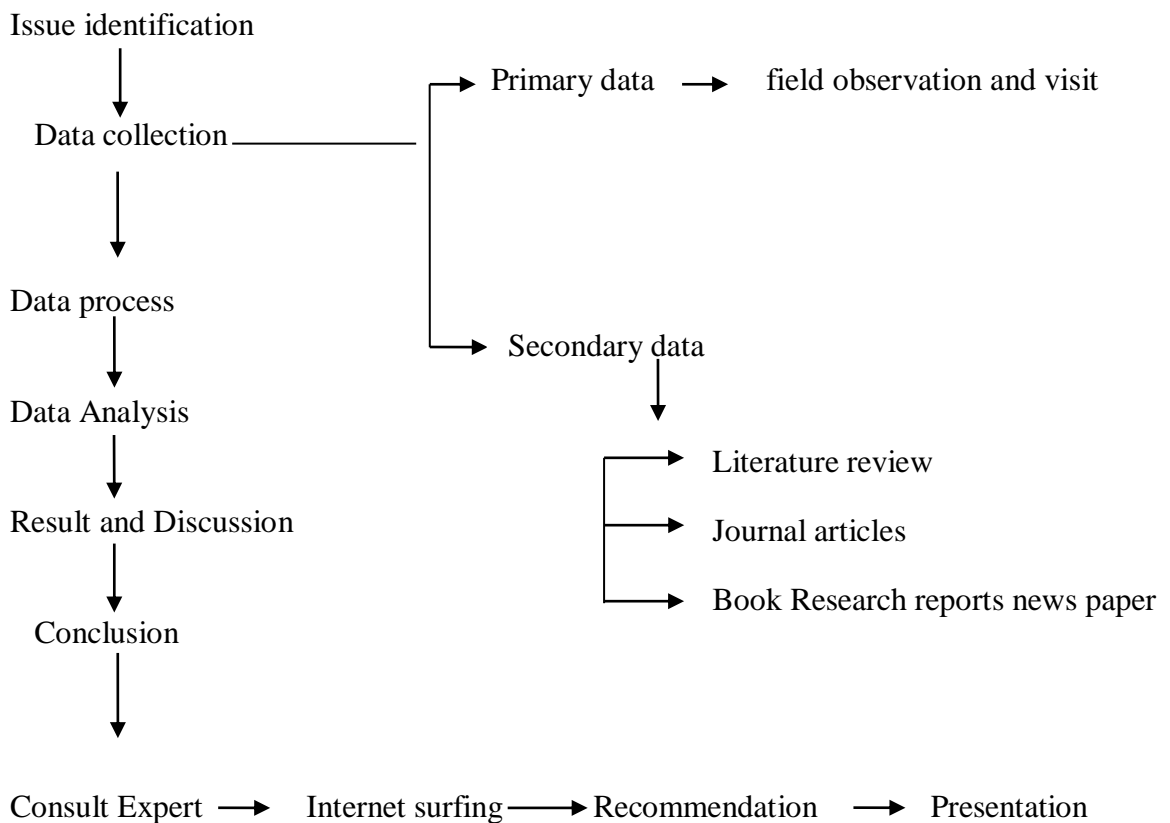 Issue identification
Primary data
field observation and visit
Data collection
Data process
Secondary data
Data Analysis
Literature review
Result and Discussion
Journal articles
Book Research reports news paper
Conclusion
Consult Expert
Internet surfing
Recommendation
Presentation